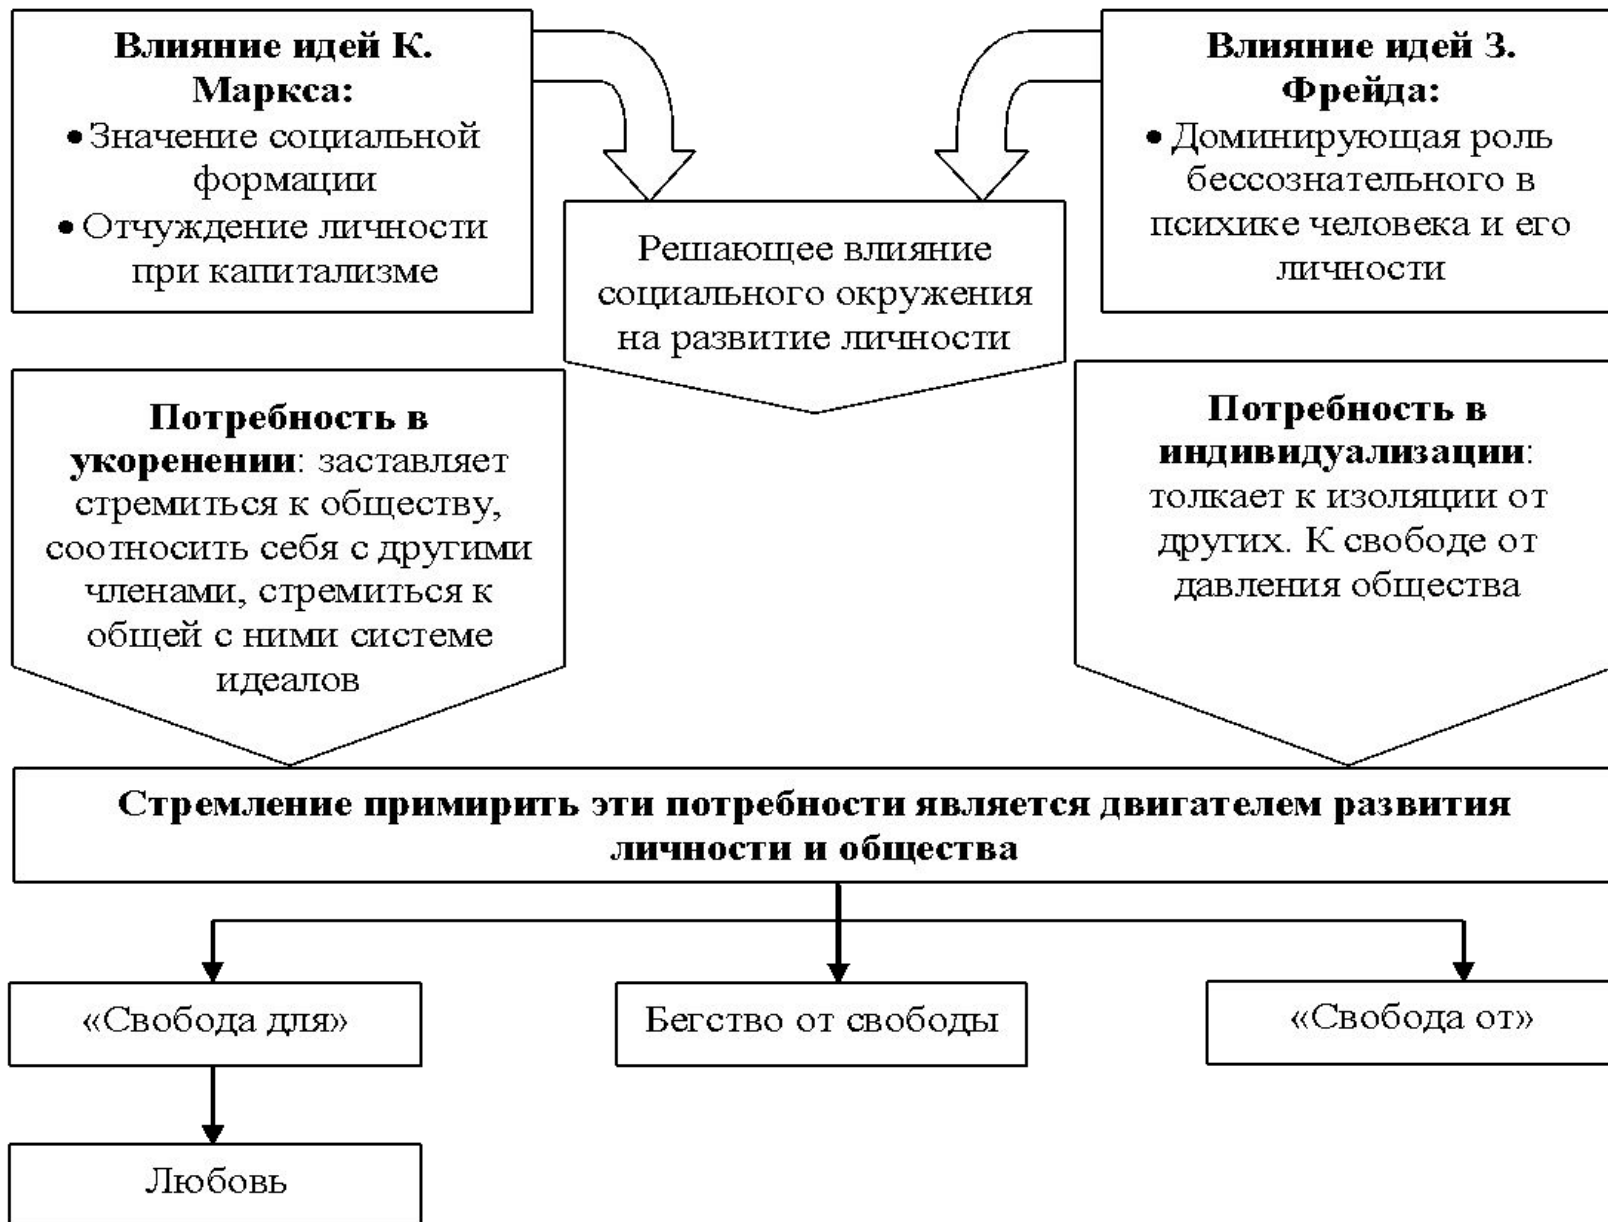 Влияние идей К.
Маркса:
• Значение социальной
формации
• Отчуждение личности
при капитализме
Влияние идей З.
Фрейда:
• Доминирующая роль
бессознательного в
психике человека и его
личности
Решающее влияние
социального окружения
на развитие личности
Потребность в
укоренении: заставляет
стремиться к обществу,
соотносить себя с другими
членами, стремиться к
общей с ними системе
идеалов
Потребность в
индивидуализации:
толкает к изоляции от
других. К свободе от
давления общества
Стремление примирить эти потребности является двигателем развития
личности и общества
«Свобода для»
Бегство от свободы
«Свобода от»
Любовь